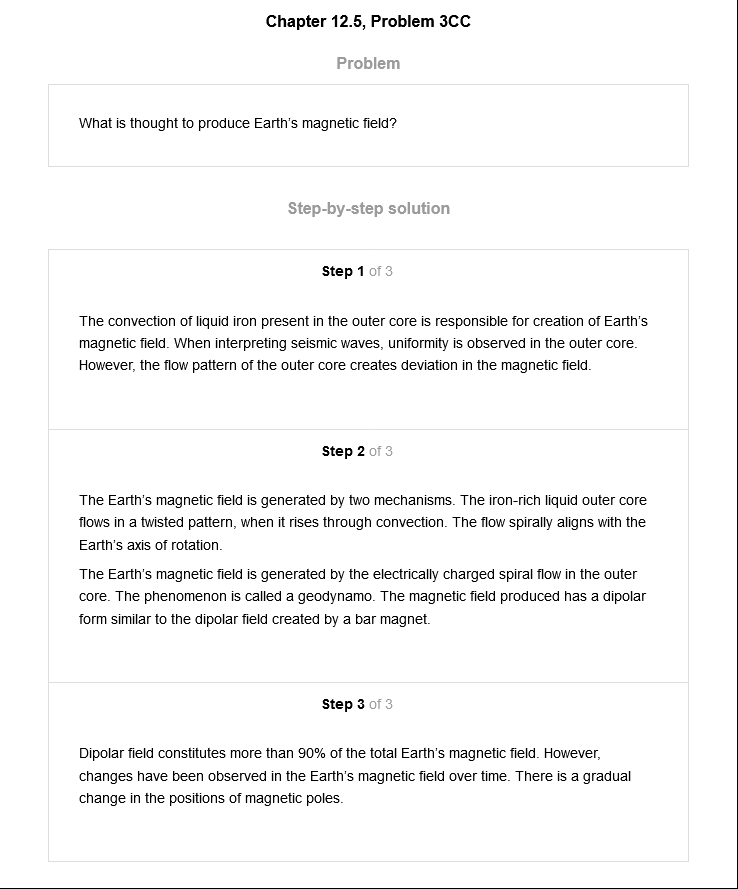 Chapter 12.5, Problem 3CC
Problem
What is thought to produce Earth's magnetic field?
Step-by-step solution
Step 1 of 3
The convection of liquid iron present in the outer core is responsible for creation of Earth's
magnetic field. When interpreting seismic waves, uniformity is observed in the outer core.
However, the flow pattern of the outer core creates deviation in the magnetic field.
Step 2 of 3
The Earth's magnetic field is generated by two mechanisms. The iron-rich liquid outer core
flows in a twisted pattern, when it rises through convection. The flow spirally aligns with the
Earth's axis of rotation.
The Earth's magnetic field is generated by the electrically charged spiral flow in the outer
core. The phenomenon is called a geodynamo. The magnetic field produced has a dipolar
form similar to the dipolar field created by a bar magnet.
Step 3 of 3
Dipolar field constitutes more than 90% of the total Earth's magnetic field. However,
changes have been observed in the Earth's magnetic field over time. There is a gradual
change in the positions of magnetic poles.